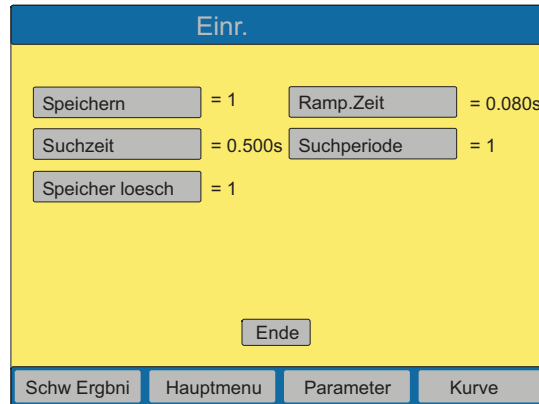 Einr.
Speichern = 1 Ramp.Zeit = 0.080s
Suchzeit = 0.500s Suchperiode = 1
Speicher loesch = 1
Ende
Schw Ergbni Hauptmenu Parameter Kurve